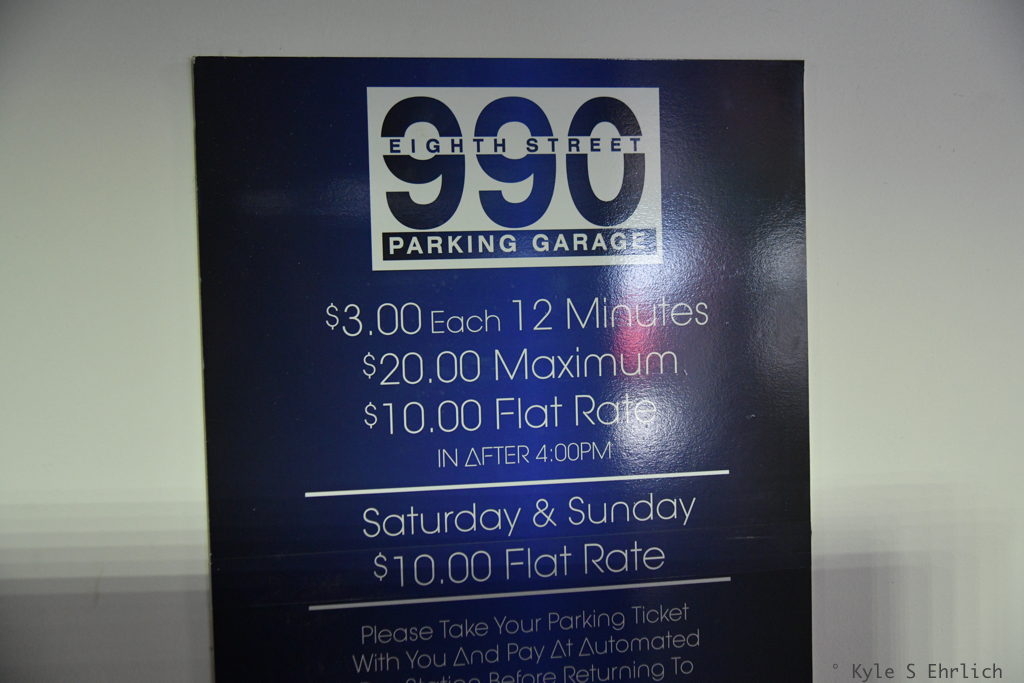 990
EIGHTH STREET
PARKING GARAGE
$3.00 Each 12 Minutes
$20.00 Maximum
$10.00 Flat Rate
IN AFTER 4:00PM
Saturday & Sunday
$10.00 Flat Rate
Please Take Your Parking Ticket
With You And Pay At Automated
Station Before Returning To
° Kyle S Ehrlich